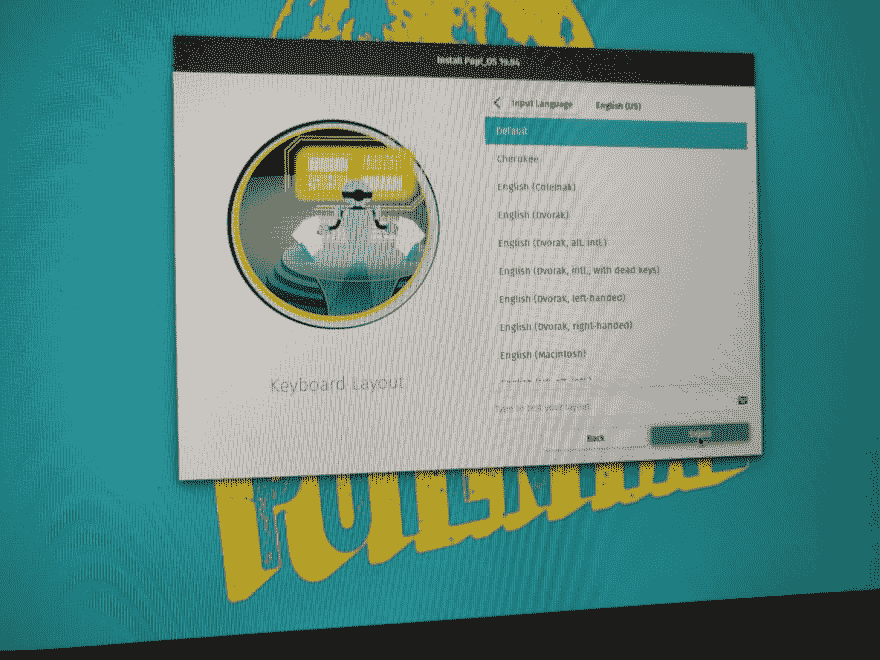 Install Pop!_OS 19.04
Input Language
English (US)
Default
Cherokee
English (Colemak)
English (Dvorak)
English (Dvorak, alt. intl.)
English (Dvorak, intl., with dead keys)
English (Dvorak, left-handed)
English (Dvorak, right-handed)
English (Macintosh)
Keyboard Layout
Type to test your layout
Back